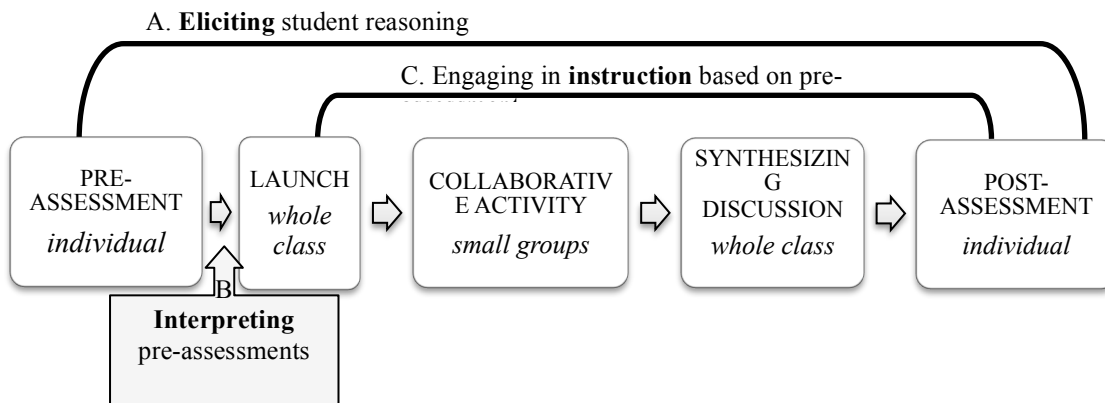 A. Eliciting student reasoning
C. Engaging in instruction based on pre-
PRE-
ASSESSMENT
individual
LAUNCH
whole
class
COLLABORATIV
E ACTIVITY
small groups
SYNTHESIZIN
G
DISCUSSION
whole class
POST-
ASSESSMENT
individual
B
Interpreting
pre-assessments